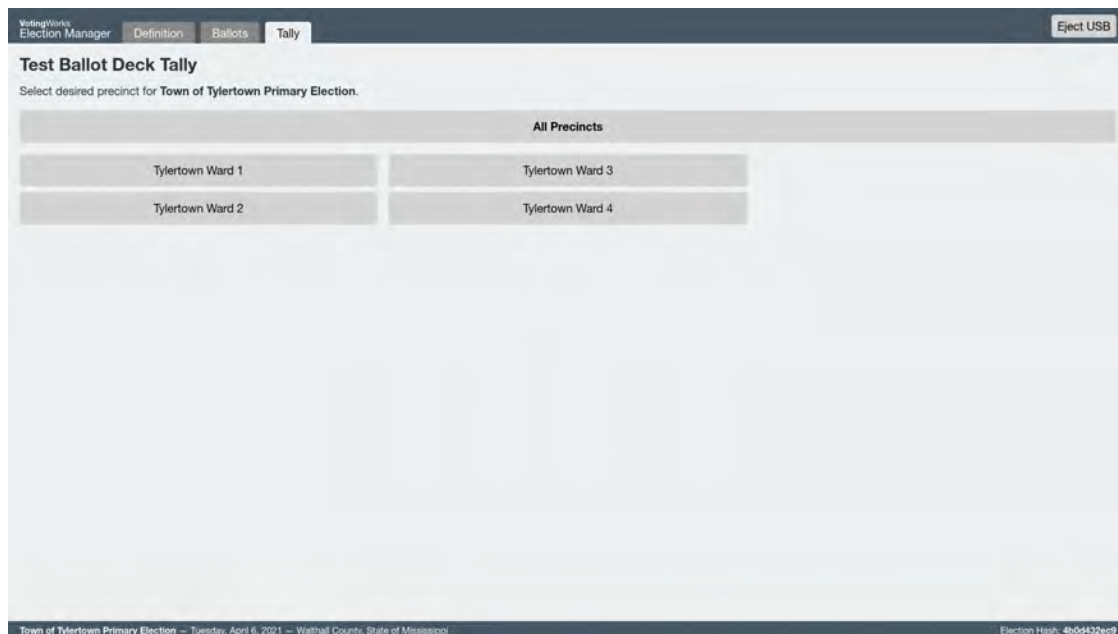 VotingWorks
Election Manager Definition Ballots Tally Eject USB
Test Ballot Deck Tally
Select desired precinct for Town of Tylertown Primary Election.
All Precincts
Tylertown Ward 1 Tylertown Ward 3
Tylertown Ward 2 Tylertown Ward 4
Town of Tylertown Primary Election — Tuesday, April 6, 2021 — Walthall County, State of Mississippi Election Hash: 4b0d432ec9